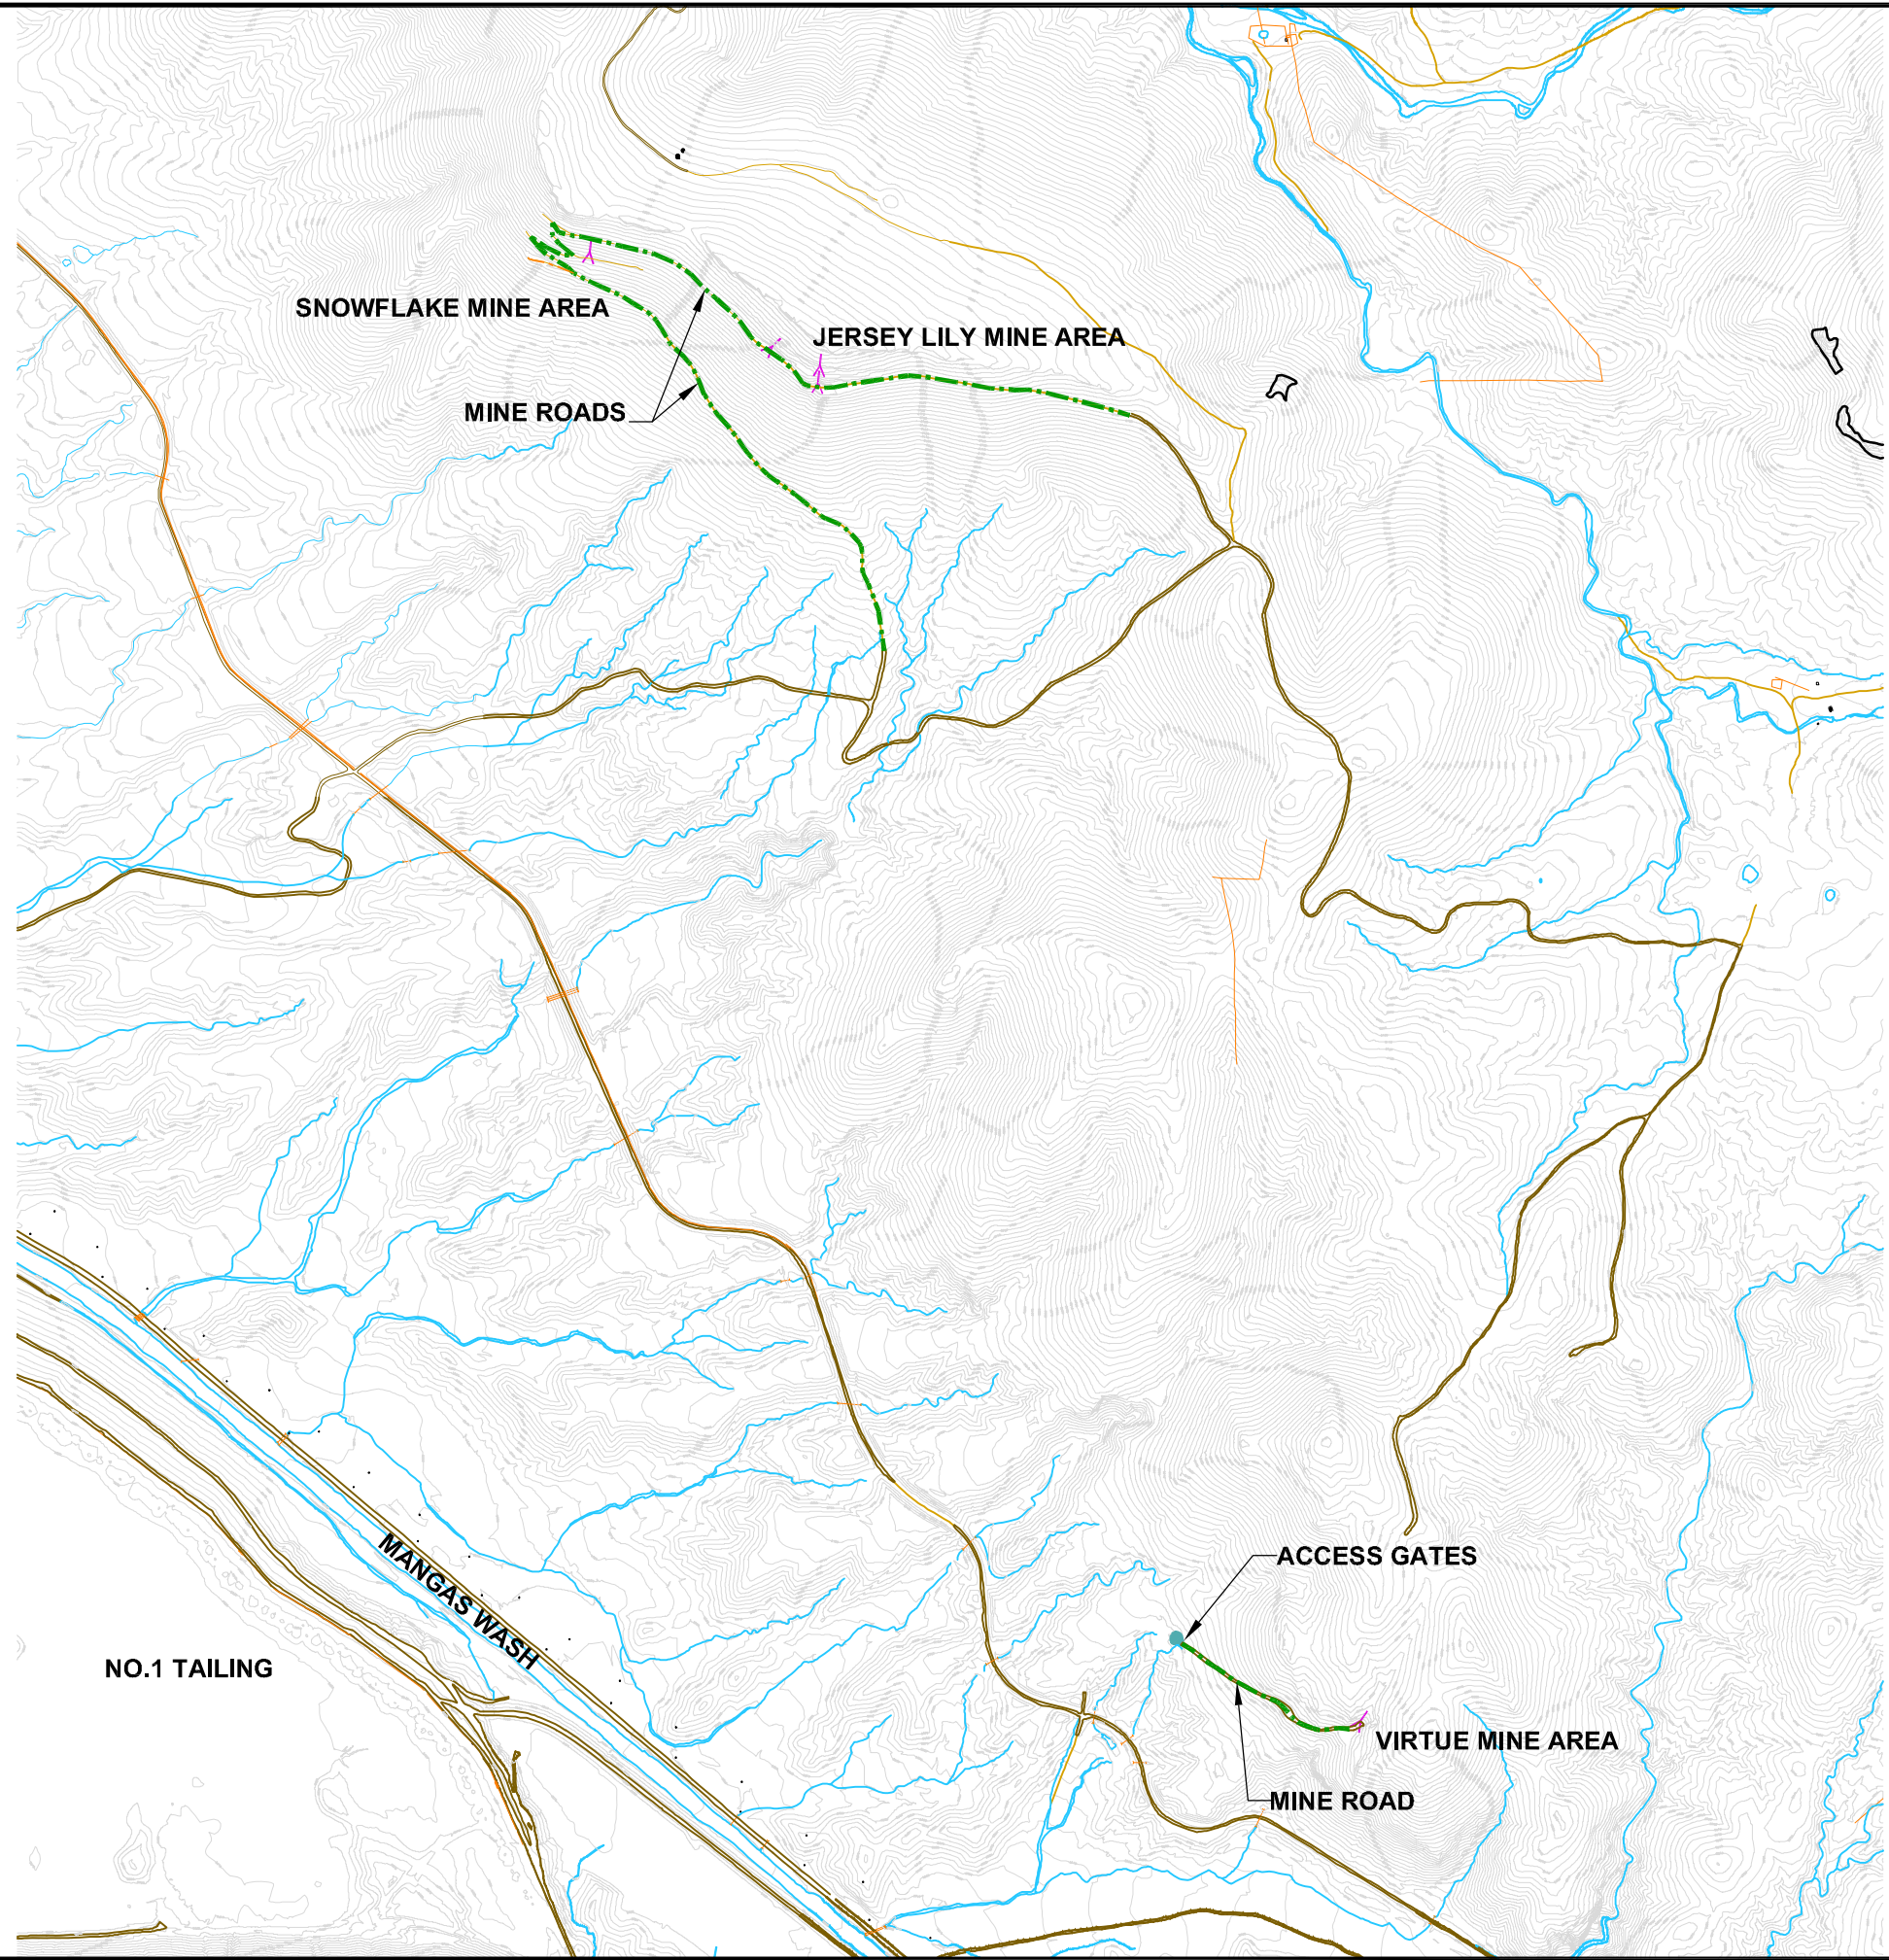 SNOWFLAKE MINE AREA
JERSEY LILY MINE AREA
MINE ROADS
ACCESS GATES
MANGAS WASH
NO.1 TAILING
VIRTUE MINE AREA
MINE ROAD